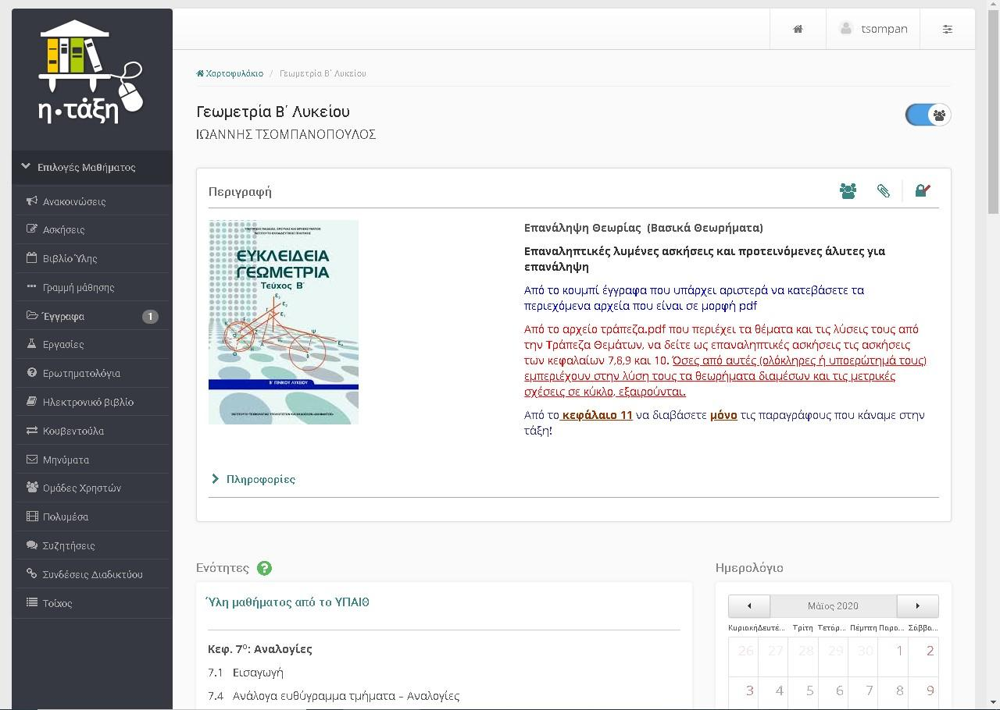 η•τάξη
tsompan
Χαρτοφυλάκιο / Γεωμετρία Β΄ Λυκείου
Γεωμετρία Β΄ Λυκείου
ΙΩΑΝΝΗΣ ΤΣΟΜΠΑΝΟΠΟΥΛΟΣ
Επιλογές Μαθήματος
Ανακοινώσεις
Ασκήσεις
Βιβλίο Ύλης
Γραμμή μάθησης
Έγγραφα 1
Εργασίες
Ερωτηματολόγια
Ηλεκτρονικό βιβλίο
Κουβεντούλα
Μηνύματα
Ομάδες Χρηστών
Πολυμέσα
Συζητήσεις
Συνδέσεις Διαδικτύου
Τοίχος
Περιγραφή
ΕΥΚΛΕΙΔΕΙΑ
ΓΕΩΜΕΤΡΙΑ
Τεύχος Β΄
Β΄ ΓΕΝΙΚΟΥ ΛΥΚΕΙΟΥ
Επανάληψη Θεωρίας (Βασικά Θεωρήματα)
Επαναληπτικές λυμένες ασκήσεις και προτεινόμενες άλυτες για
επανάληψη
Από το κουμπί έγγραφα που υπάρχει αριστερά να κατεβάσετε τα
περιεχόμενα αρχεία που είναι σε μορφή pdf
Από το αρχείο τράπεζα.pdf που περιέχει τα θέματα και τις λύσεις τους από
την Τράπεζα Θεμάτων, να δείτε ως επαναληπτικές ασκήσεις τις ασκήσεις
των κεφαλαίων 7,8,9 και 10. Όσες από αυτές (ολόκληρες ή υποερώτημά τους)
εμπεριέχουν στην λύση τους τα θεωρήματα διαμέσων και τις μετρικές
σχέσεις σε κύκλο, εξαιρούνται.
Από το κεφάλαιο 11 να διαβάσετε μόνο τις παραγράφους που κάναμε στην
τάξη!
Πληροφορίες
Ενότητες
Ύλη μαθήματος από το ΥΠΑΙΘ
Κεφ. 7ο: Αναλογίες
7.1 Εισαγωγή
7.4 Ανάλογα ευθύγραμμα τμήματα – Αναλογίες
Ημερολόγιο
Μάϊος 2020
Κυριακή Δευτέ... Τρίτη Τετάρ... Πέμπτη Παρα... Σάββα...
26 27 28 29 30 1 2
3 4 5 6 7 8 9